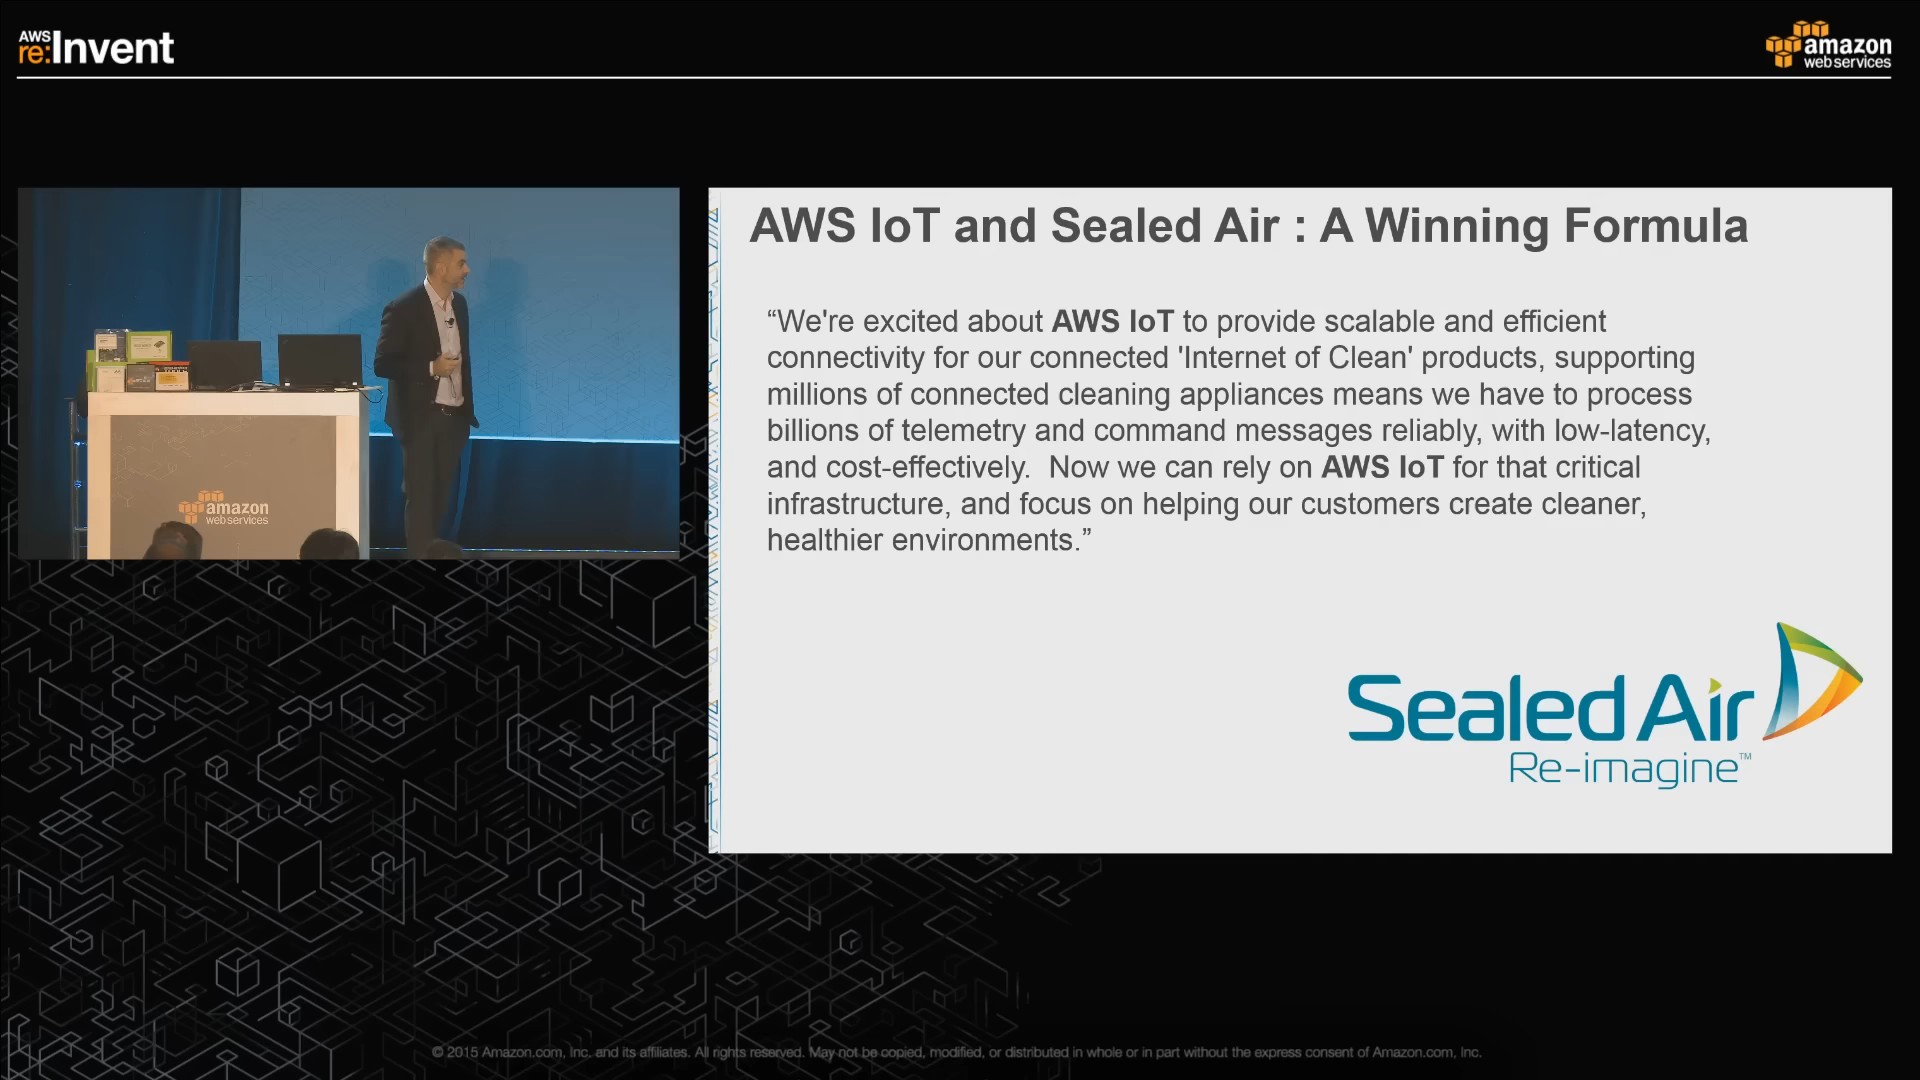 AWS
re:Invent
amazon
web services
AWS IoT and Sealed Air : A Winning Formula
“We're excited about AWS IoT to provide scalable and efficient
connectivity for our connected 'Internet of Clean' products, supporting
millions of connected cleaning appliances means we have to process
billions of telemetry and command messages reliably, with low-latency,
and cost-effectively. Now we can rely on AWS IoT for that critical
infrastructure, and focus on helping our customers create cleaner,
healthier environments.”
Sealed Air
Re-imagine™
amazon
web services
© 2015 Amazon.com, Inc. and its affiliates. All rights reserved. May not be copied, modified, or distributed in whole or in part without the express consent of Amazon.com, Inc.